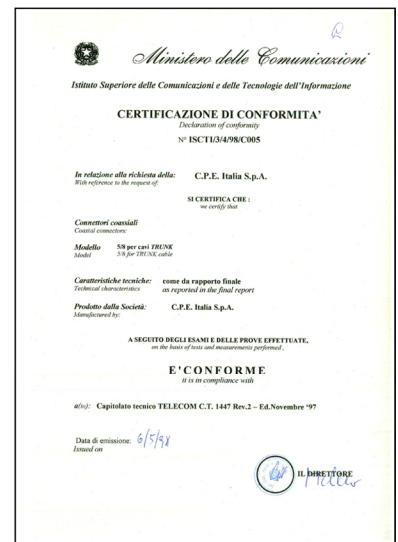 Ministero delle Comunicazioni
Istituto Superiore delle Comunicazioni e delle Tecnologie dell'Informazione
CERTIFICAZIONE DI CONFORMITA'
Declaration of conformity
N° ISCTI/3/4/98/C005
In relazione alla richiesta della: C.P.E. Italia S.p.A.
With reference to the request of:
SI CERTIFICA CHE :
we certify that
Connettori coassiali
Coastal connectors:
Modello 5/8 per cavi TRUNK
Model 5/8 for TRUNK cable
Caratteristiche tecniche: come da rapporto finale
Technical characteristics as reported in the final report
Prodotto dalla Società: C.P.E. Italia S.p.A.
Manufactured by:
A SEGUITO DEGLI ESAMI E DELLE PROVE EFFETTUATE,
on the basis of tests and measurements performed ,
E' CONFORME
it is in compliance with
a(to): Capitolato tecnico TELECOM C.T. 1447 Rev.2 – Ed.Novembre '97
Data di emissione: 6/5/98
Issued on
IL DIRETTORE